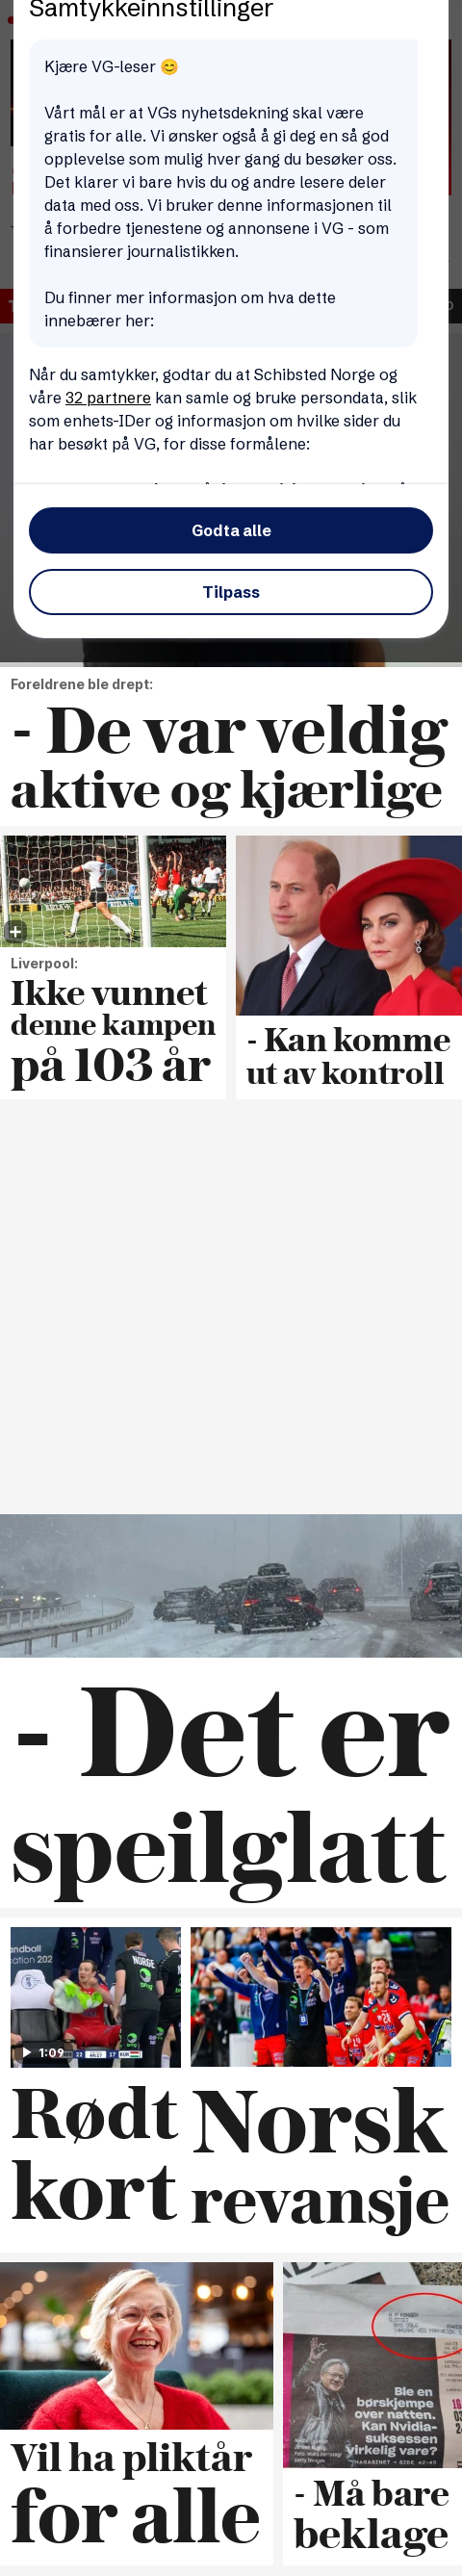 Samtykkeinnstillinger
Kjære VG-leser 😊
Vårt mål er at VGs nyhetsdekning skal være
gratis for alle. Vi ønsker også å gi deg en så god
opplevelse som mulig hver gang du besøker oss.
Det klarer vi bare hvis du og andre lesere deler
data med oss. Vi bruker denne informasjonen til
å forbedre tjenestene og annonsene i VG - som
finansierer journalistikken.
Du finner mer informasjon om hva dette
innebærer her:
Når du samtykker, godtar du at Schibsted Norge og
våre 32 partnere kan samle og bruke persondata, slik
som enhets-IDer og informasjon om hvilke sider du
har besøkt på VG, for disse formålene:
Godta alle
Tilpass
Foreldrene ble drept:
- De var veldig
aktive og kjærlige
Liverpool:
Ikke vunnet
denne kampen
på 103 år
- Kan komme
ut av kontroll
- Det er
speilglatt
NORGE
bring
1:09
22
17
Rødt
kort
Norsk
revansje
Vil ha pliktår
for alle
Ble en
børskjempe
over natten.
Kan Nvidia-
suksessen
virkelig vare?
MAGASINET • SIDE 42-45
- Må bare
beklage